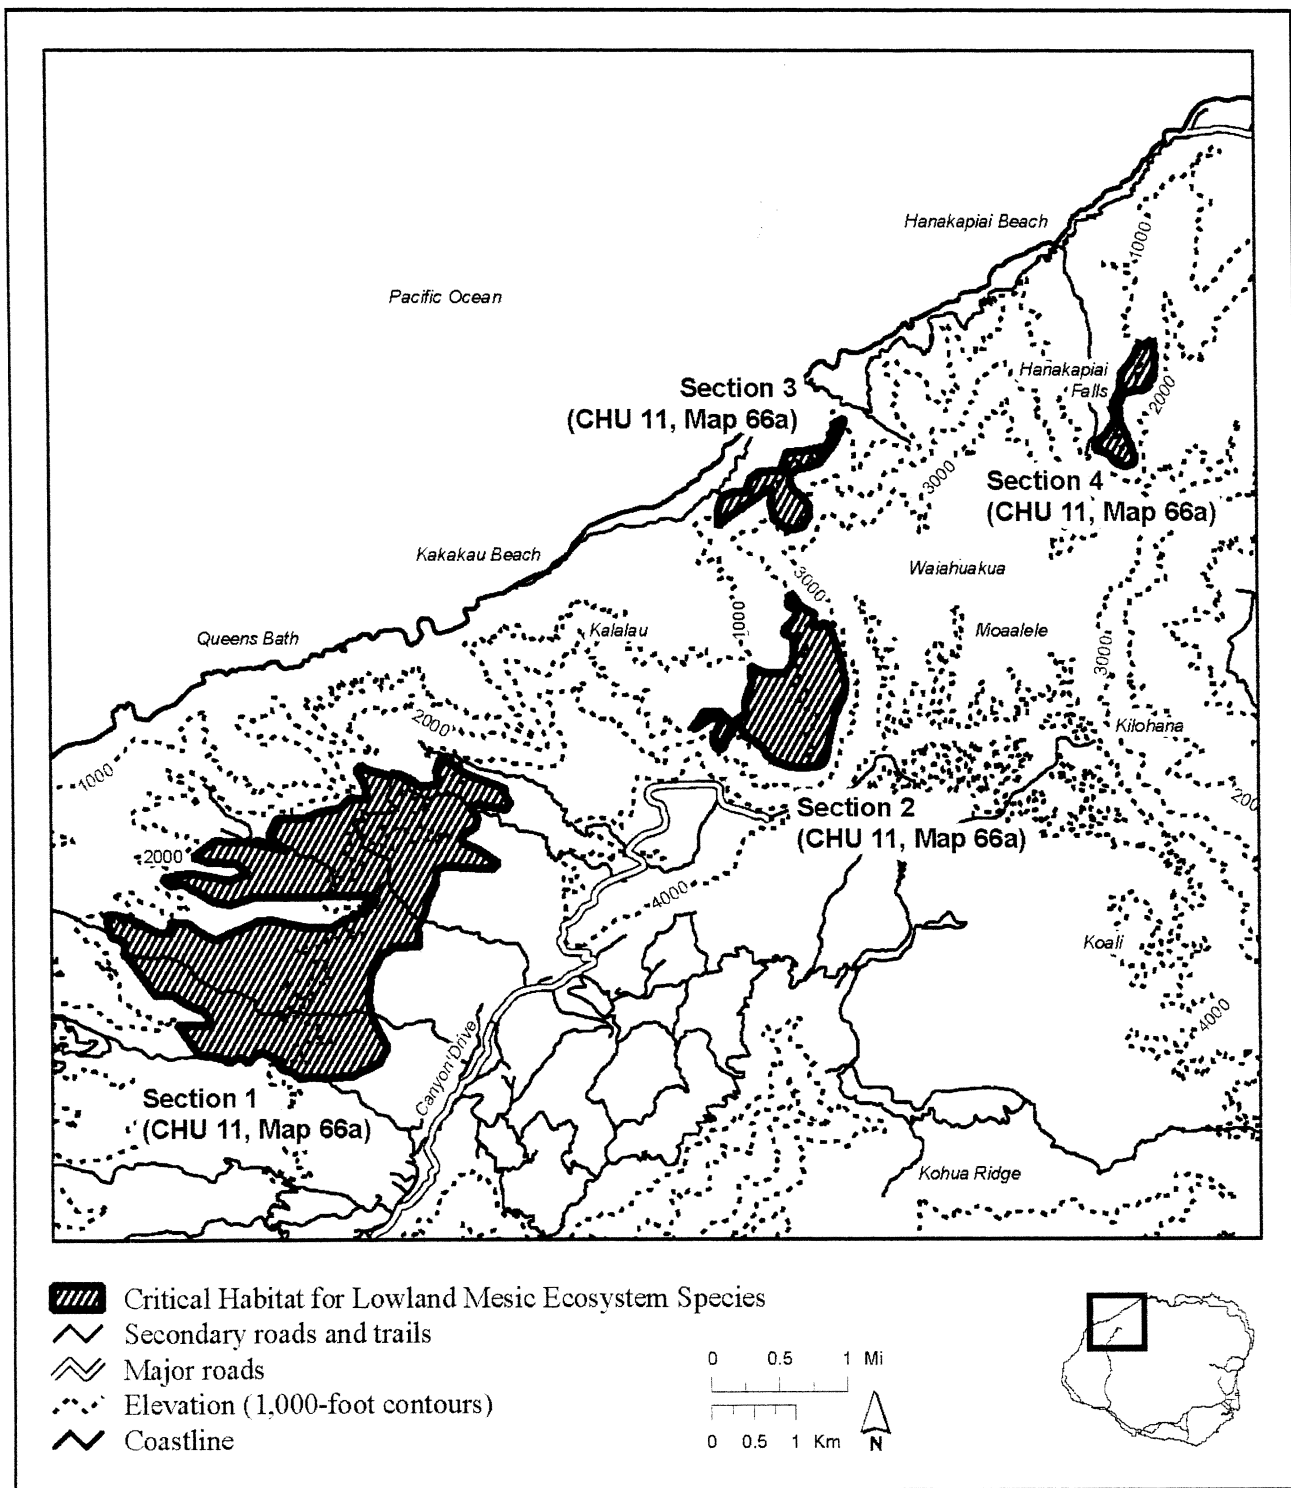 Hanakapiai Beach
1000
Pacific Ocean
Hanakapiai
Falls
2000
Section 3
(CHU 11, Map 66a)
3000
Section 4
(CHU 11, Map 66a)
Kakakau Beach
Waiahuakua
3000
1000
Queens Bath
Kalalau
Moaalele
3000
2000
Kilohana
1000
200
Section 2
(CHU 11, Map 66a)
2000
4000
Koali
4000
Canyon Drive
Section 1
(CHU 11, Map 66a)
Kohua Ridge
Critical Habitat for Lowland Mesic Ecosystem Species
Secondary roads and trails
Major roads
Elevation (1,000-foot contours)
Coastline
0 0.5 1 Mi
0 0.5 1 Km
N